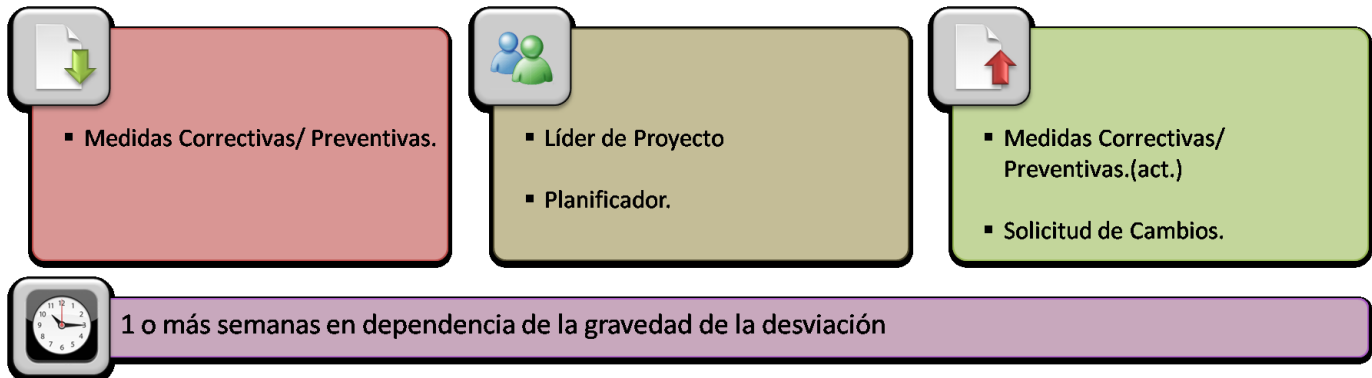 ▪ Medidas Correctivas/ Preventivas.
▪ Líder de Proyecto
▪ Planificador.
▪ Medidas Correctivas/
Preventivas.(act.)
▪ Solicitud de Cambios.
1 o más semanas en dependencia de la gravedad de la desviación